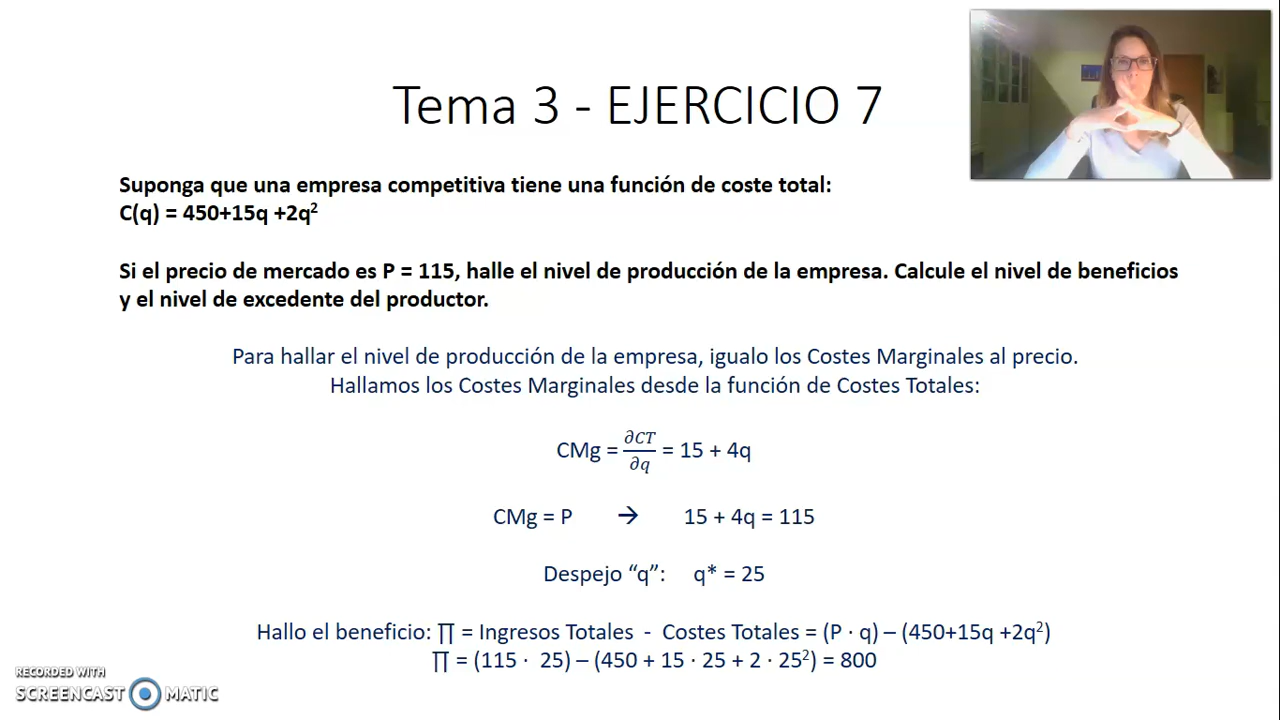 Tema 3 - EJERCICIO 7
Suponga que una empresa competitiva tiene una función de coste total:
C(q) = 450+15q +2q²
Si el precio de mercado es P = 115, halle el nivel de producción de la empresa. Calcule el nivel de beneficios
y el nivel de excedente del productor.
Para hallar el nivel de producción de la empresa, igualo los Costes Marginales al precio.
Hallamos los Costes Marginales desde la función de Costes Totales:
CMg = ∂CT/∂q = 15 + 4q
CMg = P → 15 + 4q = 115
Despejo “q”: q* = 25
Hallo el beneficio: ∏ = Ingresos Totales - Costes Totales = (P · q) – (450+15q +2q²)
∏ = (115 · 25) – (450 + 15 · 25 + 2 · 25²) = 800
RECORDED WITH
SCREENCAST MATIC